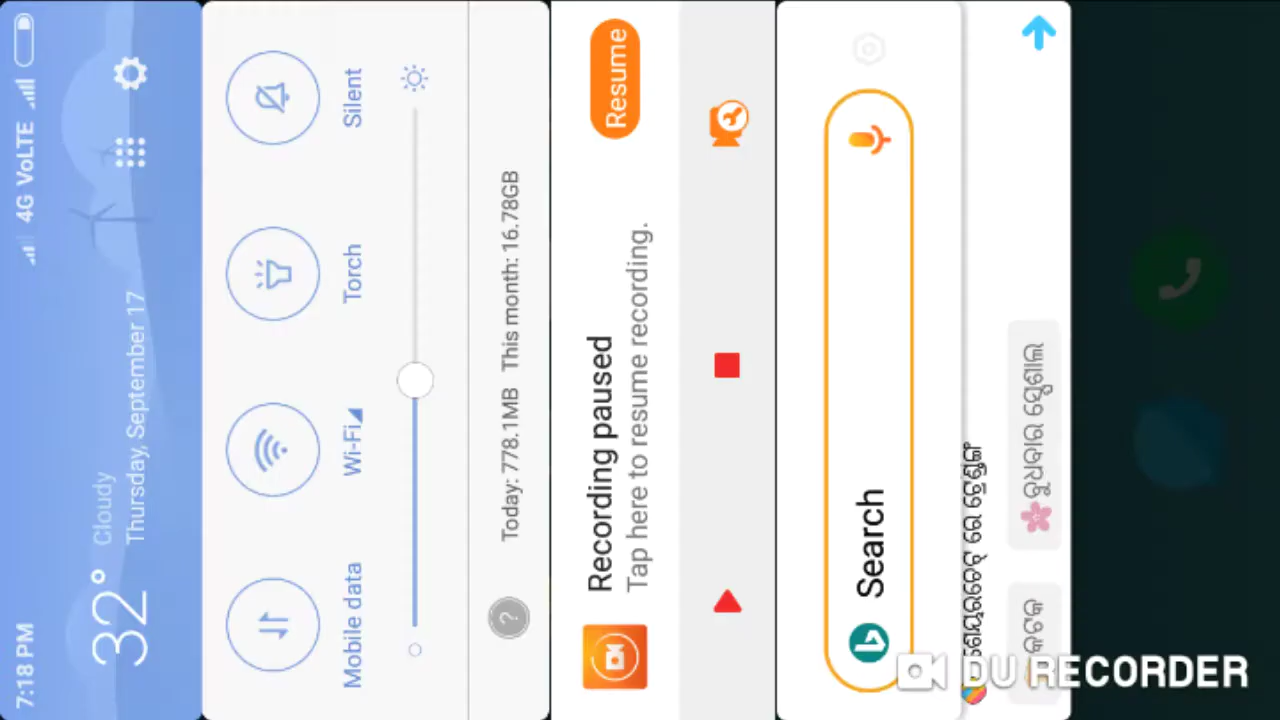 7:18 PM
4G VoLTE
32°
Cloudy
Thursday, September 17
Mobile data
Wi-Fi
Torch
Silent
Today: 778.1MB This month: 16.78GB
Recording paused
Tap here to resume recording.
Resume
Search
ରେ
DU RECORDER